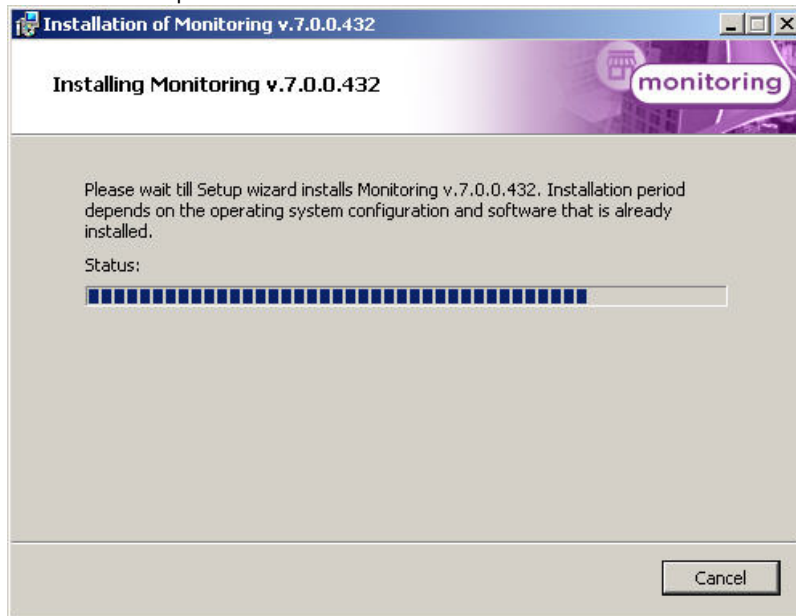 Installation of Monitoring v.7.0.0.432
Installing Monitoring v.7.0.0.432
monitoring
Please wait till Setup wizard installs Monitoring v.7.0.0.432. Installation period
depends on the operating system configuration and software that is already
installed.
Status:
Cancel